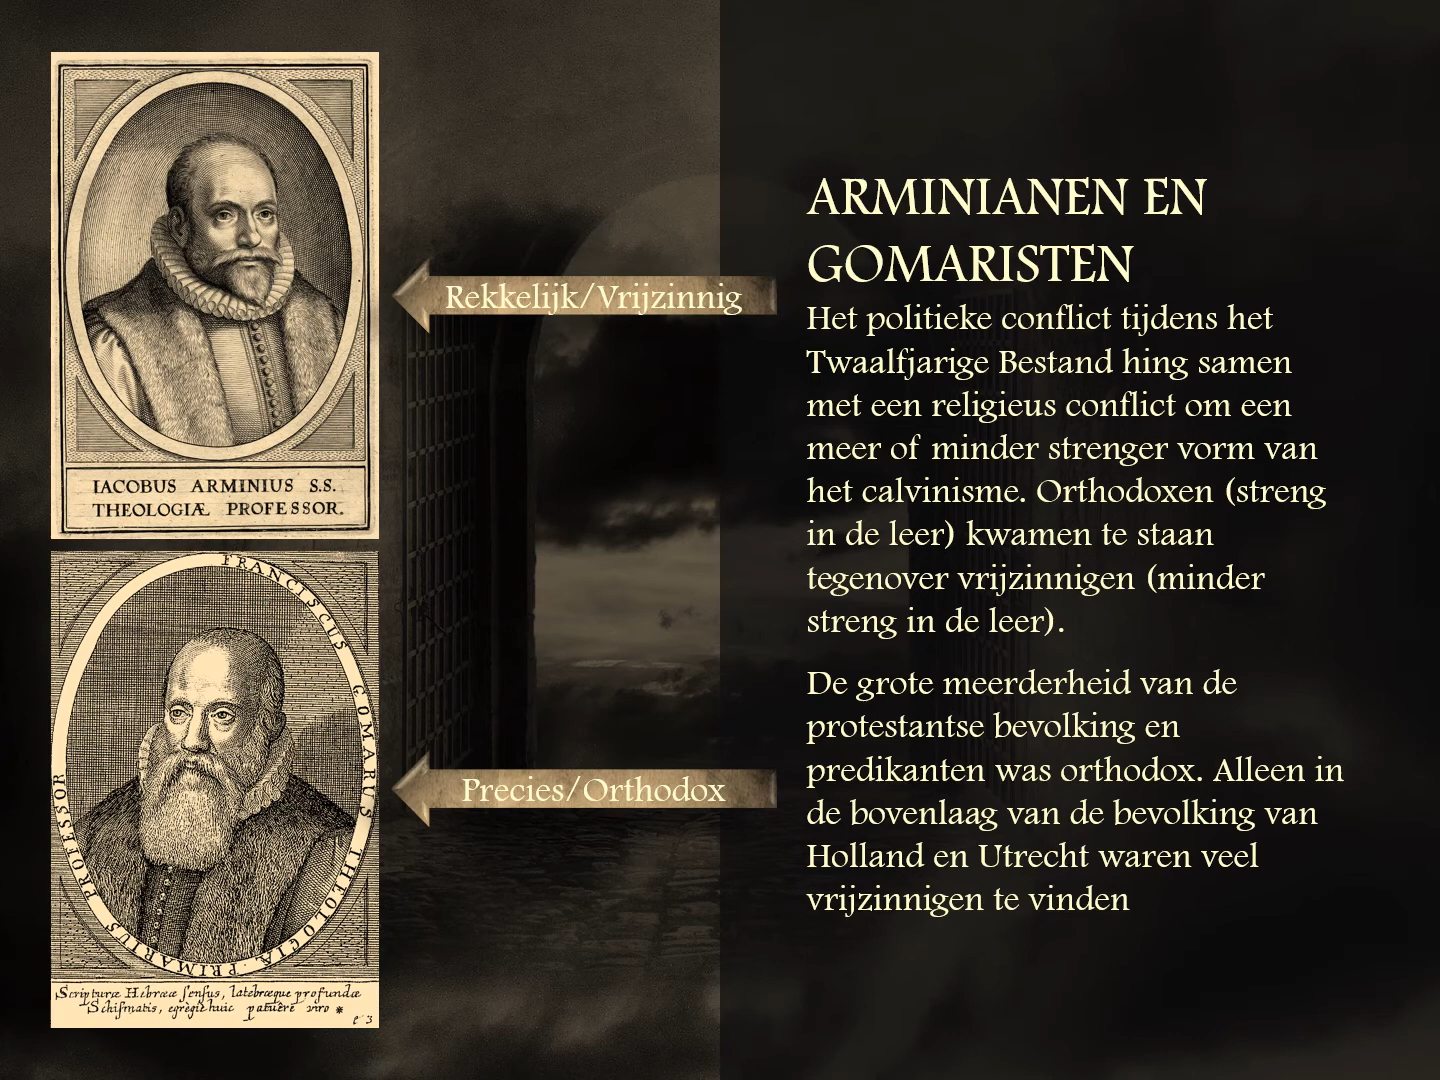 IACOBUS ARMINIUS S.S.
THEOLOGIÆ PROFESSOR.
FRANCISCUS GOMARUS THEOLOGIÆ PRIMARIUS PROFESSOR
Scripturæ Hebrææ sensus, latebræque profundæ
Schismatis, egregiè huic patuêre viro *
e 3
Rekkelijk/Vrijzinnig
Precies/Orthodox
ARMINIANEN EN
GOMARISTEN
Het politieke conflict tijdens het
Twaalfjarige Bestand hing samen
met een religieus conflict om een
meer of minder strenger vorm van
het calvinisme. Orthodoxen (streng
in de leer) kwamen te staan
tegenover vrijzinnigen (minder
streng in de leer).
De grote meerderheid van de
protestantse bevolking en
predikanten was orthodox. Alleen in
de bovenlaag van de bevolking van
Holland en Utrecht waren veel
vrijzinnigen te vinden